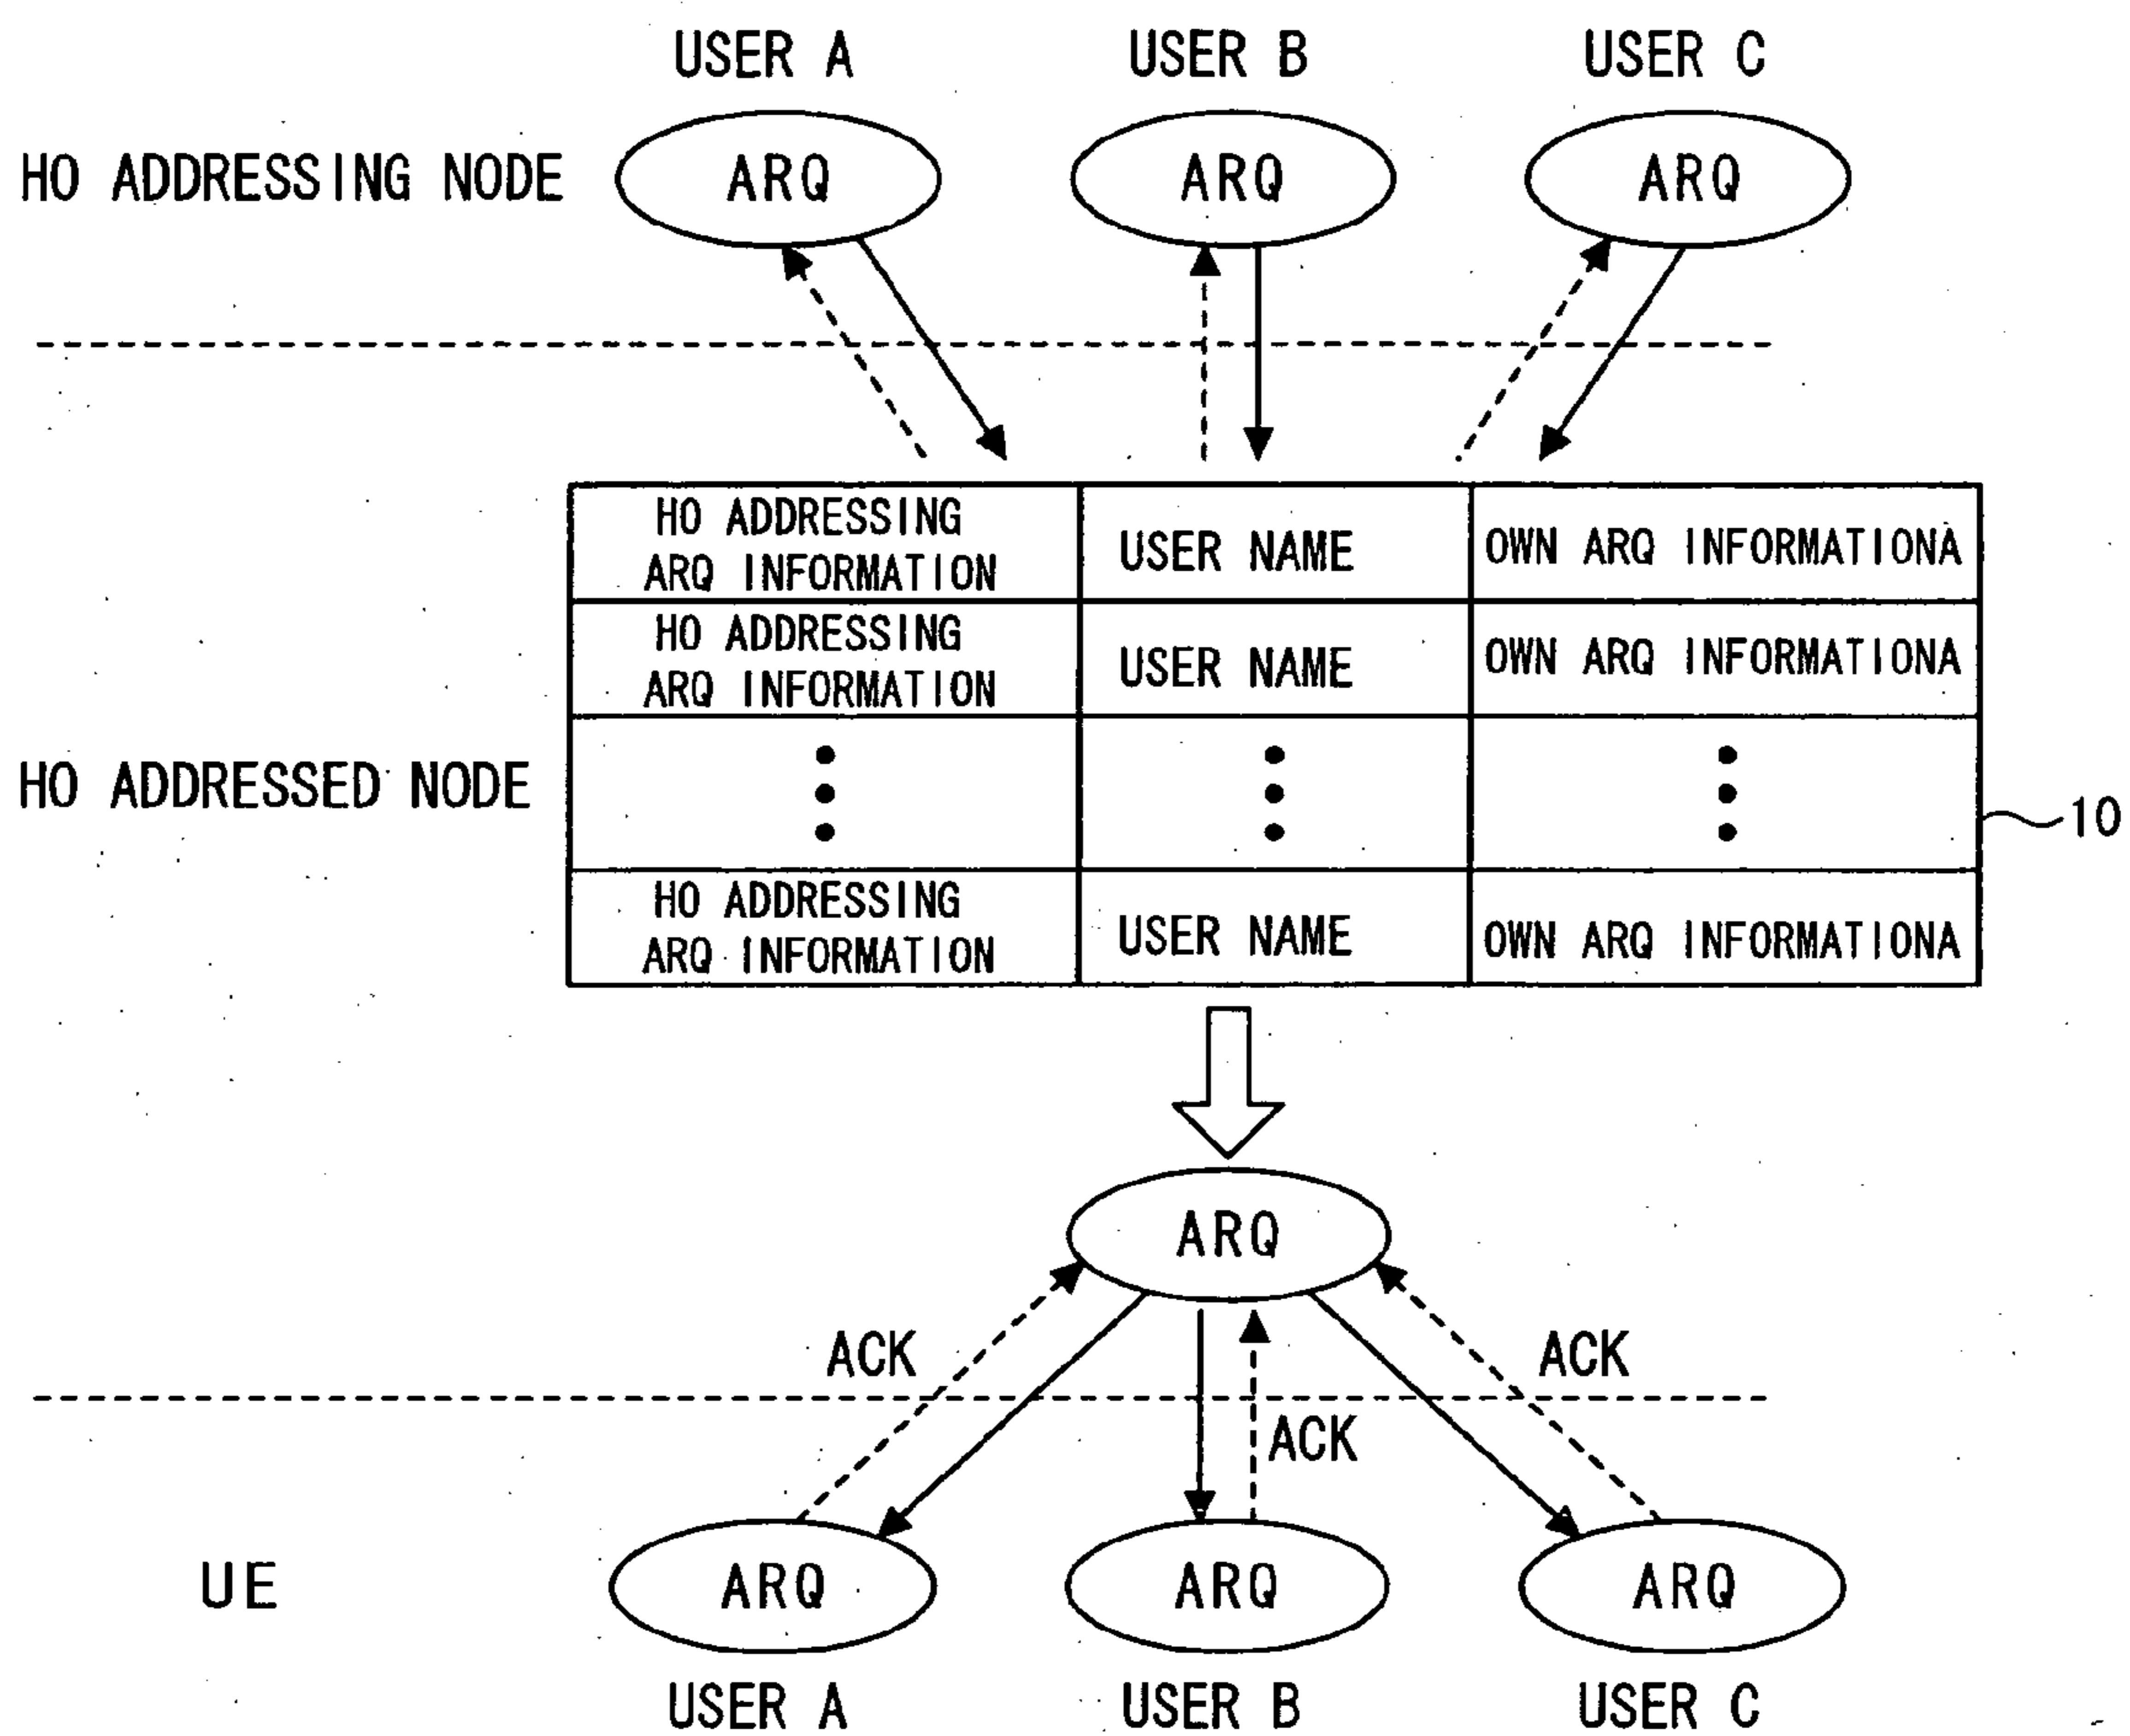 USER A USER B USER C
HO ADDRESSING NODE ARQ ARQ ARQ
HO ADDRESSING
ARQ INFORMATION
USER NAME
OWN ARQ INFORMATIONA
HO ADDRESSING
ARQ INFORMATION
USER NAME
OWN ARQ INFORMATIONA
HO ADDRESSED NODE
10
HO ADDRESSING
ARQ INFORMATION
USER NAME
OWN ARQ INFORMATIONA
ARQ
ACK ACK
ACK
UE ARQ ARQ ARQ
USER A USER B USER C